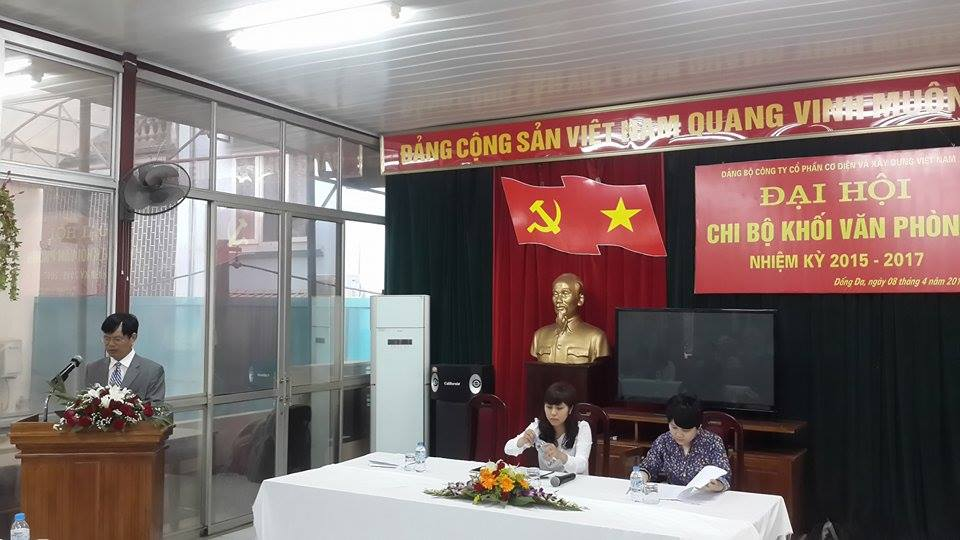 ĐẢNG CỘNG SẢN VIỆT NAM QUANG VINH MUÔN
ĐẢNG BỘ CÔNG TY CỔ PHẦN CƠ ĐIỆN VÀ XÂY DỰNG VIỆT NAM
ĐẠI HỘI
CHI BỘ KHỐI VĂN PHÒN
NHIỆM KỲ 2015 - 2017
Đống Đa, ngày 08 tháng 4 năm 201
California